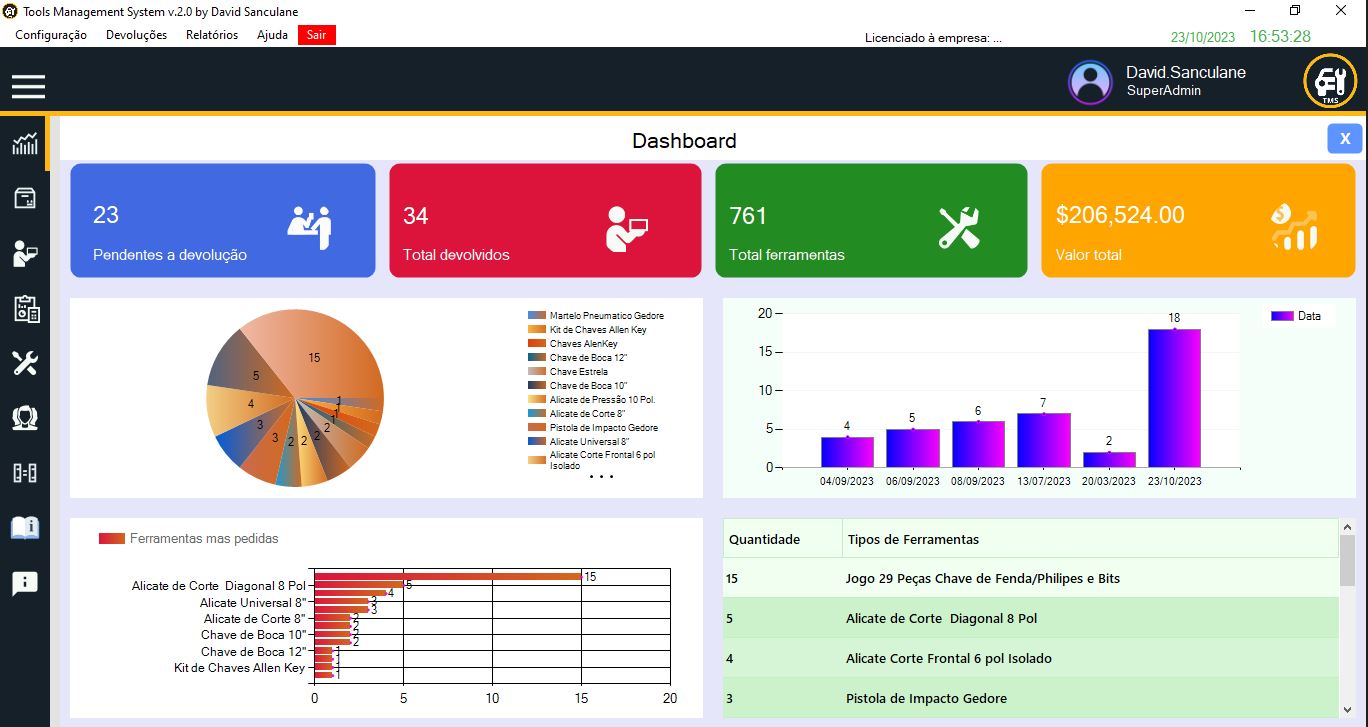 Tools Management System v.2.0 by David Sanculane
Configuração Devoluções Relatórios Ajuda Sair
Licenciado à empresa: ...
23/10/2023 16:53:28
David.Sanculane
SuperAdmin
TMS
Dashboard
X
23
Pendentes a devolução
34
Total devolvidos
761
Total ferramentas
$206,524.00
Valor total
15
5
4
3
3
2
2
2
2
1
1
1
Martelo Pneumatico Gedore
Kit de Chaves Allen Key
Chaves AlenKey
Chave de Boca 12"
Chave Estrela
Chave de Boca 10"
Alicate de Pressão 10 Pol.
Alicate de Corte 8"
Pistola de Impacto Gedore
Alicate Universal 8"
Alicate Corte Frontal 6 pol
Isolado
...
Data
20
15
10
5
0
4
5
6
7
2
18
04/09/2023 06/09/2023 08/09/2023 13/07/2023 20/03/2023 23/10/2023
Ferramentas mas pedidas
Alicate de Corte Diagonal 8 Pol
Alicate Universal 8"
Alicate de Corte 8"
Chave de Boca 10"
Chave de Boca 12"
Kit de Chaves Allen Key
15
5
4
3
3
2
2
2
2
1
1
1
0 5 10 15 20
Quantidade Tipos de Ferramentas
15 Jogo 29 Peças Chave de Fenda/Philipes e Bits
5 Alicate de Corte Diagonal 8 Pol
4 Alicate Corte Frontal 6 pol Isolado
3 Pistola de Impacto Gedore